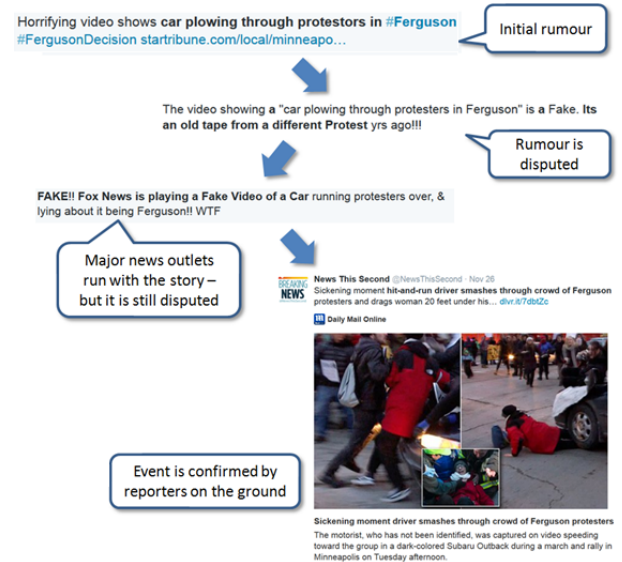 Horrifying video shows car plowing through protestors in #Ferguson
#FergusonDecision startribune.com/local/minneapo…
Initial rumour
The video showing a "car plowing through protesters in Ferguson" is a Fake. Its
an old tape from a different Protest yrs ago!!!
Rumour is
disputed
FAKE!! Fox News is playing a Fake Video of a Car running protesters over, &
lying about it being Ferguson!! WTF
Major news outlets
run with the story –
but it is still disputed
BREAKING
NEWS
News This Second @NewsThisSecond · Nov 26
Sickening moment hit-and-run driver smashes through crowd of Ferguson
protesters and drags woman 20 feet under his... dlvr.it/7dbtZc
Daily Mail Online
Event is confirmed by
reporters on the ground
Sickening moment driver smashes through crowd of Ferguson protesters
The motorist, who has not been identified, was captured on video speeding
toward the group in a dark-colored Subaru Outback during a march and rally in
Minneapolis on Tuesday afternoon.